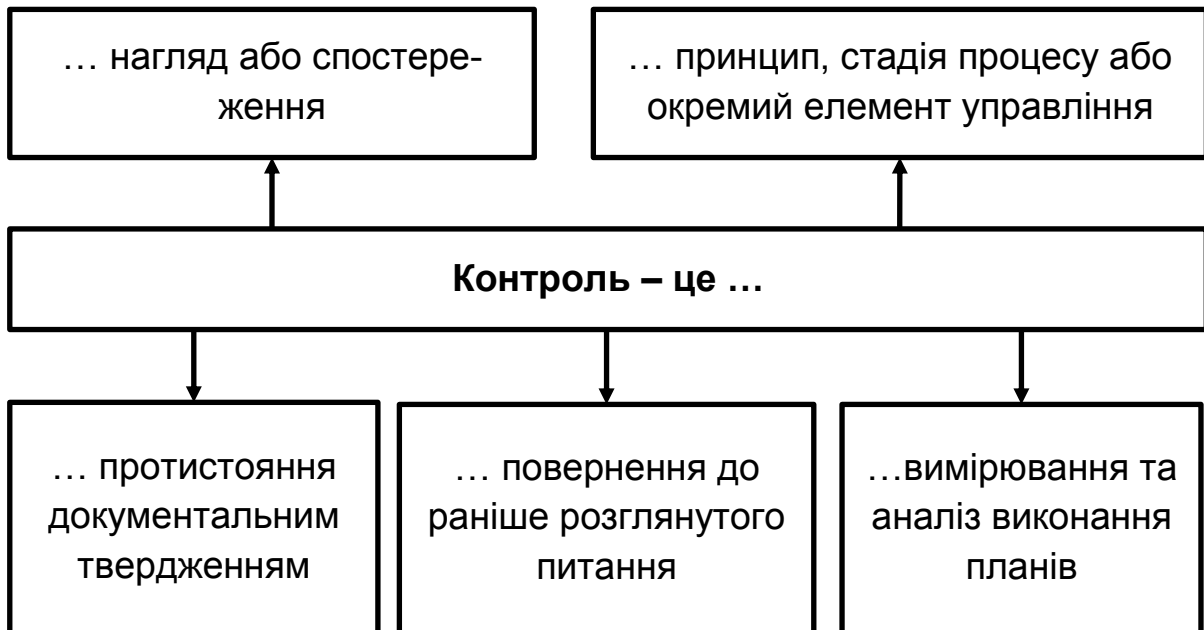 … нагляд або спостере-
ження
… принцип, стадія процесу або
окремий елемент управління
Контроль – це …
… протистояння
документальним
твердженням
… повернення до
раніше розглянутого
питання
…вимірювання та
аналіз виконання
планів